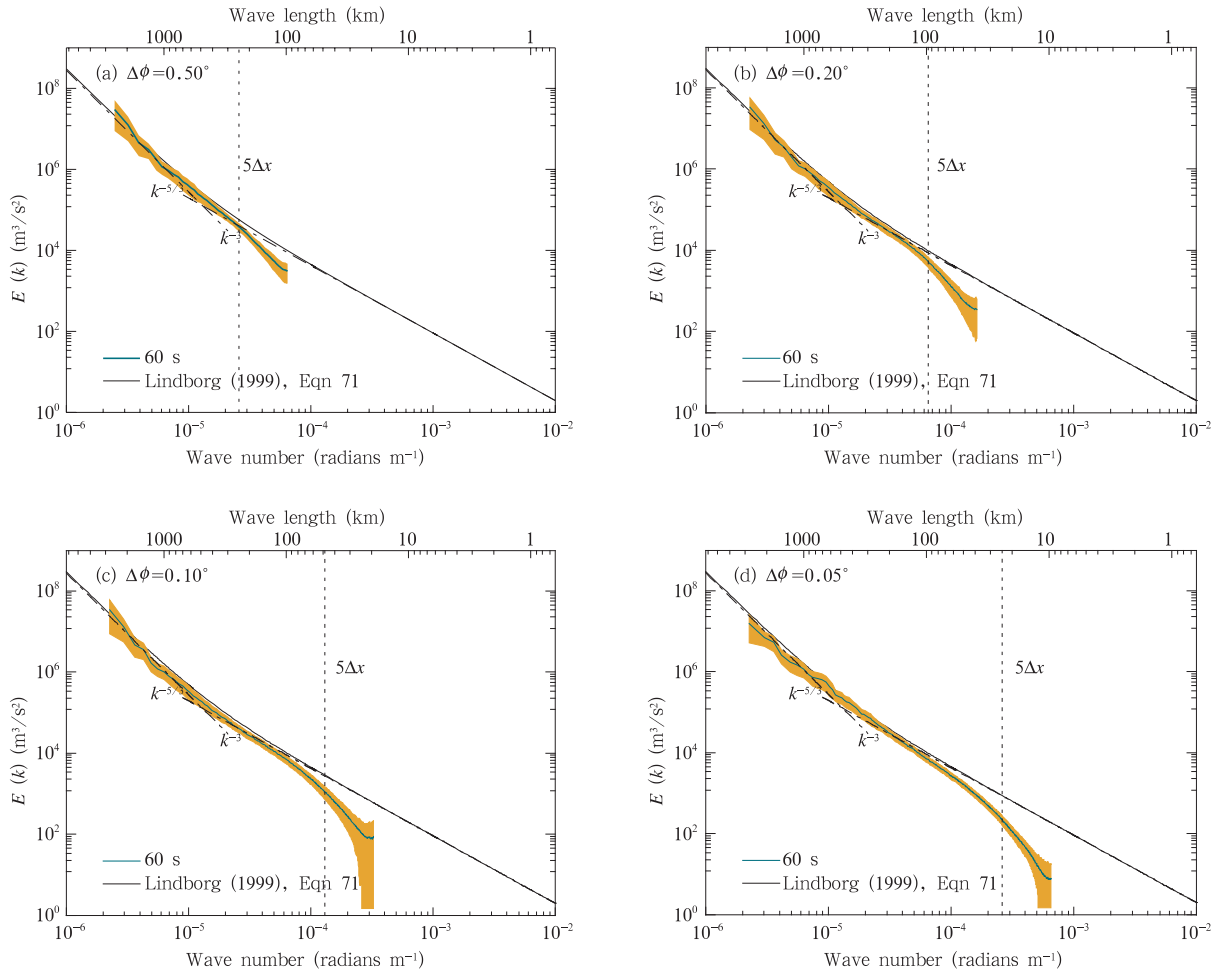 Wave length (km)
1000 100 10 1
(a) Δϕ=0.50°
10⁸
10⁶
10⁴
10²
10⁰
E (k) (m³/s²)
5Δx
k⁻⁵/³
k⁻³
60 s
Lindborg (1999), Eqn 71
10⁻⁶ 10⁻⁵ 10⁻⁴ 10⁻³ 10⁻²
Wave number (radians m⁻¹)
Wave length (km)
1000 100 10 1
(b) Δϕ=0.20°
10⁸
10⁶
10⁴
10²
10⁰
E (k) (m³/s²)
5Δx
k⁻⁵/³
k⁻³
60 s
Lindborg (1999), Eqn 71
10⁻⁶ 10⁻⁵ 10⁻⁴ 10⁻³ 10⁻²
Wave number (radians m⁻¹)
Wave length (km)
1000 100 10 1
(c) Δϕ=0.10°
10⁸
10⁶
10⁴
10²
10⁰
E (k) (m³/s²)
5Δx
k⁻⁵/³
k⁻³
60 s
Lindborg (1999), Eqn 71
10⁻⁶ 10⁻⁵ 10⁻⁴ 10⁻³ 10⁻²
Wave number (radians m⁻¹)
Wave length (km)
1000 100 10 1
(d) Δϕ=0.05°
10⁸
10⁶
10⁴
10²
10⁰
E (k) (m³/s²)
5Δx
k⁻⁵/³
k⁻³
60 s
Lindborg (1999), Eqn 71
10⁻⁶ 10⁻⁵ 10⁻⁴ 10⁻³ 10⁻²
Wave number (radians m⁻¹)